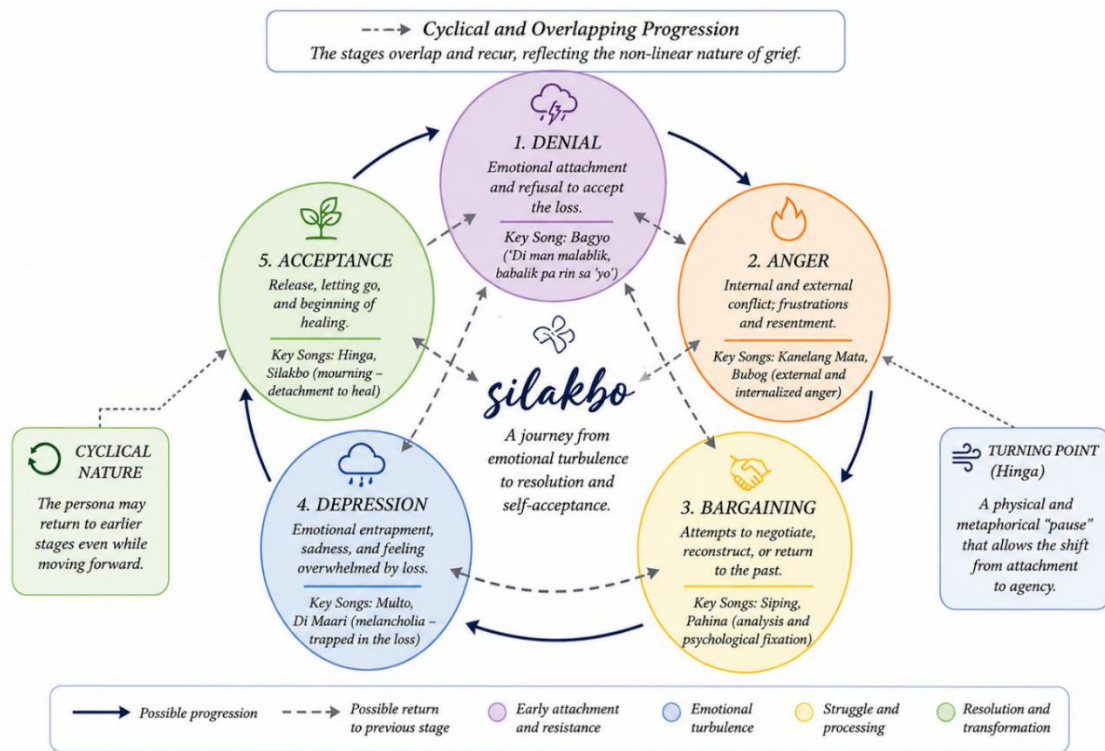 Cyclical and Overlapping Progression
The stages overlap and recur, reflecting the non-linear nature of grief.
1. DENIAL
Emotional attachment
and refusal to accept
the loss.
Key Song: Bagyo
('Di man malablik,
babalik pa rin sa 'yo')
2. ANGER
Internal and external
conflict; frustrations
and resentment.
Key Songs: Kanelang Mata,
Bubog (external and
internalized anger)
3. BARGAINING
Attempts to negotiate,
reconstruct, or return
to the past.
Key Songs: Siping,
Pahina (analysis and
psychological fixation)
4. DEPRESSION
Emotional entrapment,
sadness, and feeling
overwhelmed by loss.
Key Songs: Multo,
Di Maari (melancholia –
trapped in the loss)
5. ACCEPTANCE
Release, letting go,
and beginning of
healing.
Key Songs: Hinga,
Silakbo (mourning –
detachment to heal)
silakbo
A journey from
emotional turbulence
to resolution and
self-acceptance.
CYCLICAL
NATURE
The persona may
return to earlier
stages even while
moving forward.
TURNING POINT
(Hinga)
A physical and
metaphorical "pause"
that allows the shift
from attachment
to agency.
Possible progression
Possible return
to previous stage
Early attachment
and resistance
Emotional
turbulence
Struggle and
processing
Resolution and
transformation